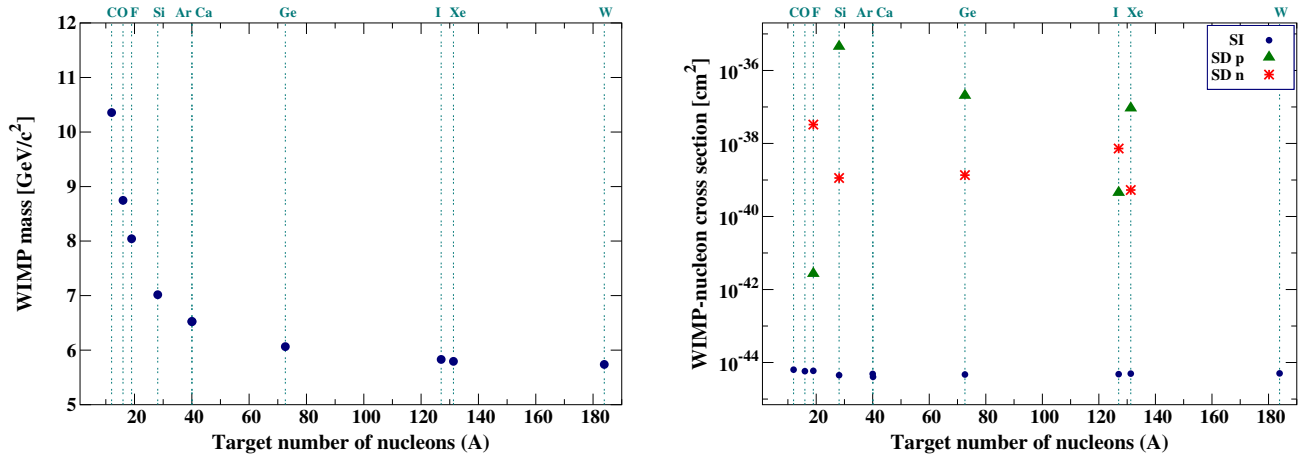 C O F Si Ar Ca Ge I Xe W
12
11
10
9
8
7
6
5
WIMP mass [GeV/c²]
20 40 60 80 100 120 140 160 180
Target number of nucleons (A)
C O F Si Ar Ca Ge I Xe W
SI
SD p
SD n
10⁻³⁶
10⁻³⁸
10⁻⁴⁰
10⁻⁴²
10⁻⁴⁴
WIMP-nucleon cross section [cm²]
20 40 60 80 100 120 140 160 180
Target number of nucleons (A)